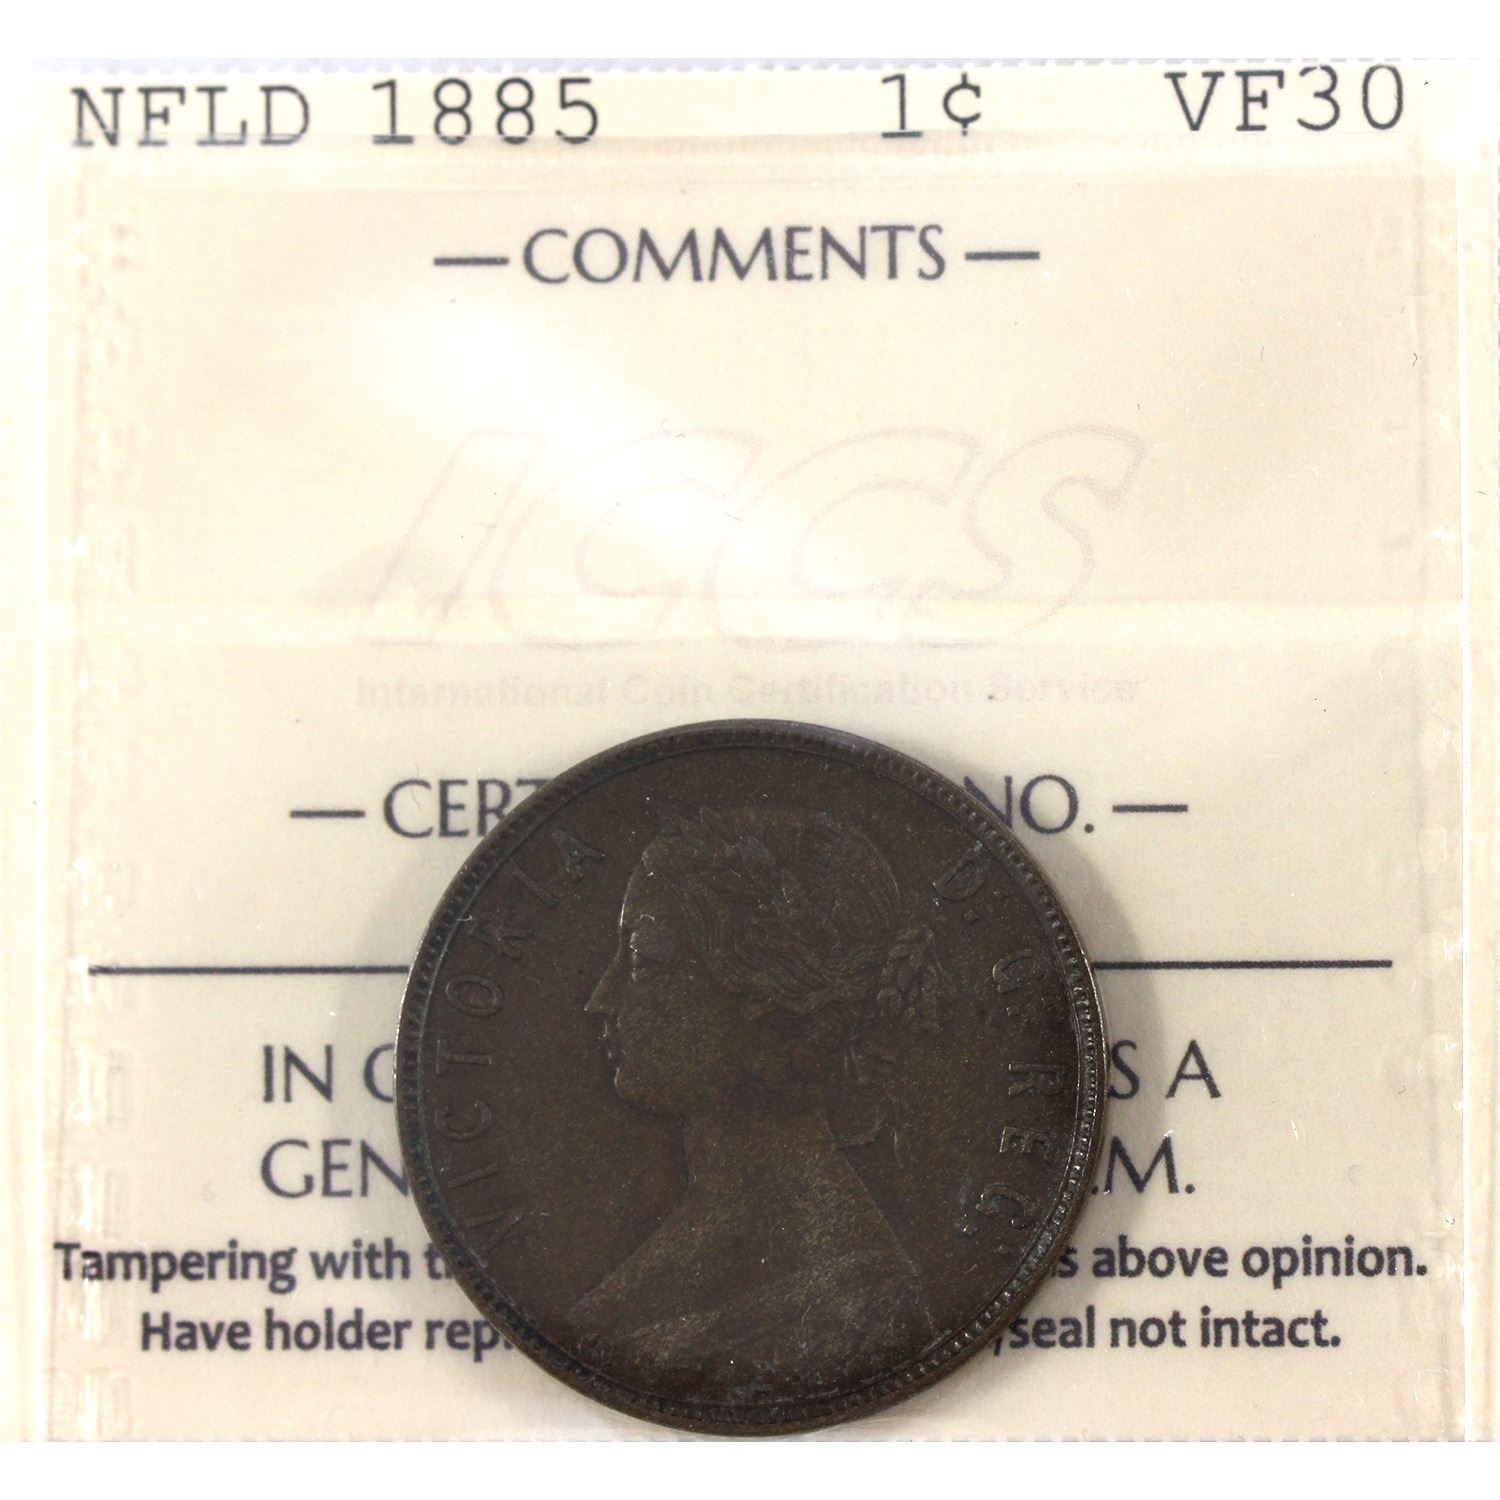 NFLD 1885 1¢ VF30
— COMMENTS —
ICCS
International Coin Certification Service
— CERT NO. —
IN C S A
GEN .M.
Tampering with t s above opinion.
Have holder rep /seal not intact.
VICTORIA D: G: REG: